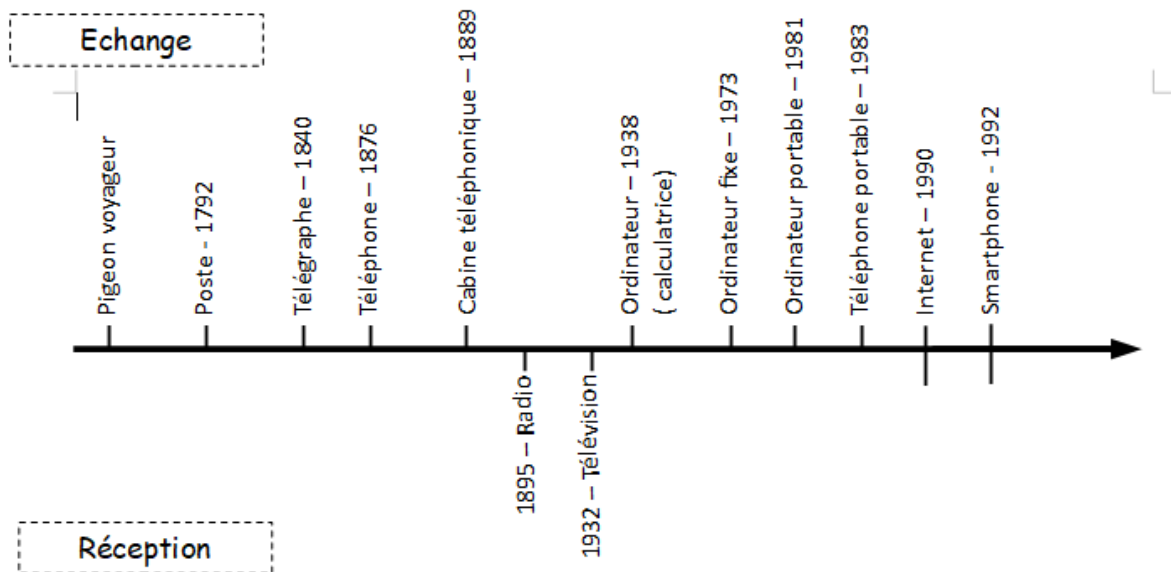 Echange
Pigeon voyageur
Poste - 1792
Télégraphe – 1840
Téléphone – 1876
Cabine téléphonique – 1889
1895 – Radio
1932 – Télévision
Ordinateur – 1938
( calculatrice)
Ordinateur fixe – 1973
Ordinateur portable – 1981
Téléphone portable – 1983
Internet – 1990
Smartphone - 1992
Réception